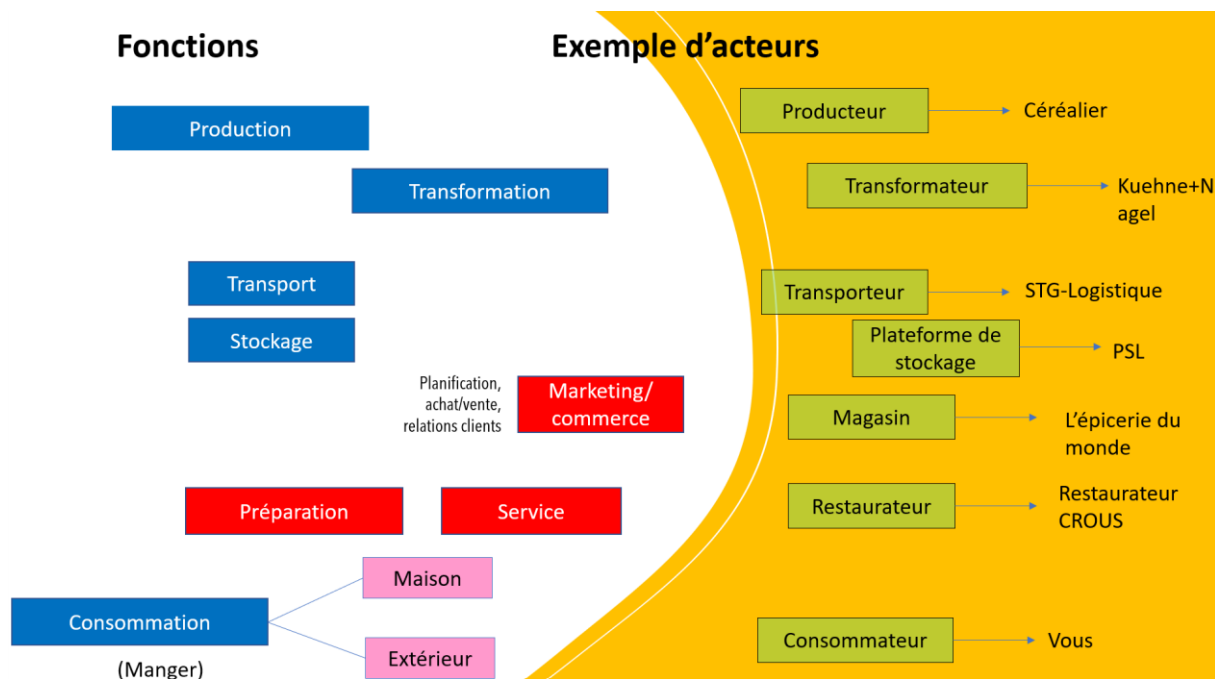 Fonctions
Exemple d'acteurs
Production
Producteur
Céréalier
Transformation
Transformateur
Kuehne+N
agel
Transport
Transporteur
STG-Logistique
Stockage
Plateforme de
stockage
PSL
Planification,
achat/vente,
relations clients
Marketing/
commerce
Magasin
L'épicerie du
monde
Préparation
Service
Restaurateur
Restaurateur
CROUS
Maison
Consommation
(Manger)
Extérieur
Consommateur
Vous